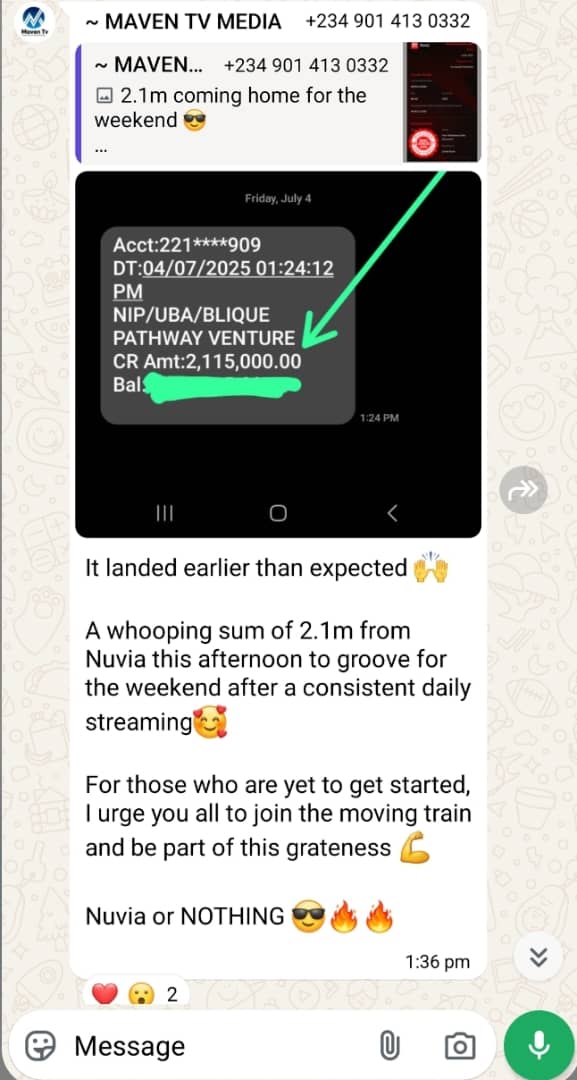 Maven Tv
~ MAVEN TV MEDIA +234 901 413 0332
~ MAVEN... +234 901 413 0332
2.1m coming home for the
weekend 😎
...
Friday, July 4
Acct:221****909
DT:04/07/2025 01:24:12
PM
NIP/UBA/BLIQUE
PATHWAY VENTURE
CR Amt:2,115,000.00
Bal:
1:24 PM
It landed earlier than expected 🙌
A whooping sum of 2.1m from
Nuvia this afternoon to groove for
the weekend after a consistent daily
streaming🥰
For those who are yet to get started,
I urge you all to join the moving train
and be part of this grateness 💪
Nuvia or NOTHING 😎🔥🔥
1:36 pm
❤️ 😮 2
Message